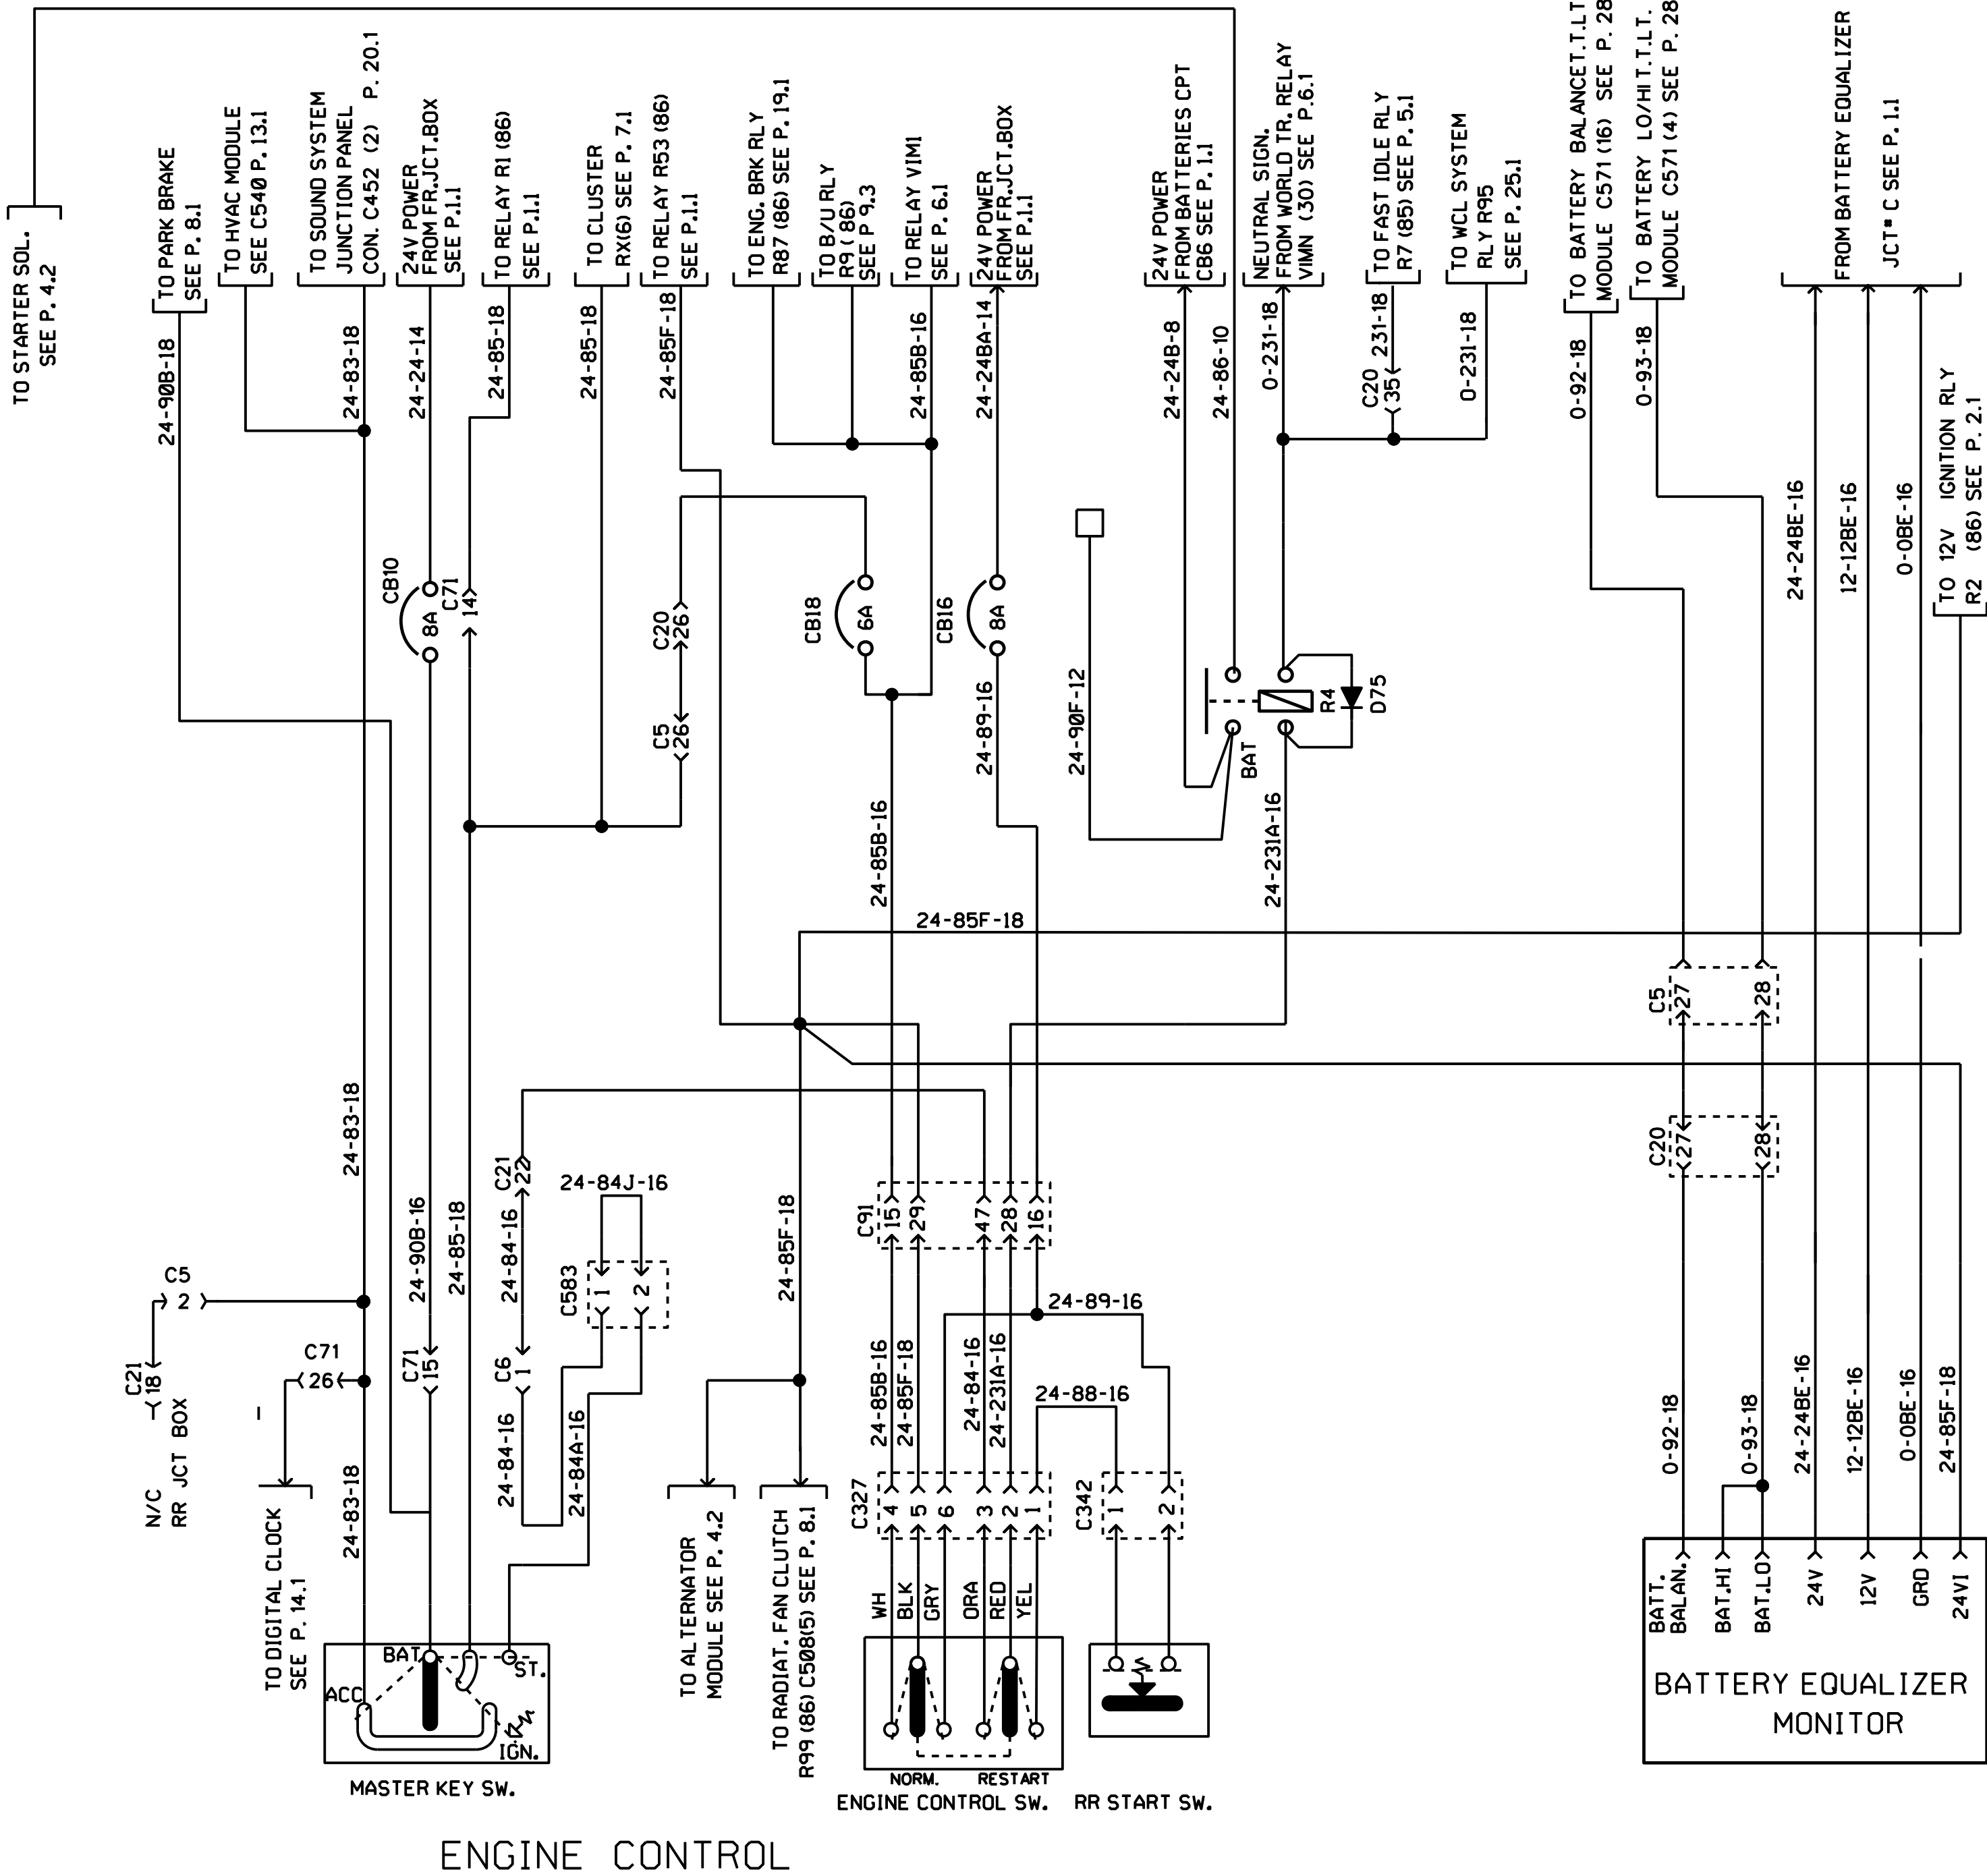 TO STARTER SOL.
SEE P. 4.2
TO PARK BRAKE
SEE P. 8.1
TO HVAC MODULE
SEE C540 P. 13.1
TO SOUND SYSTEM
JUNCTION PANEL
CON. C452 (2) P. 20.1
24V POWER
FROM FR.JCT.BOX
SEE P.1.1
TO RELAY R1 (86)
SEE P.1.1
TO CLUSTER
RX(6) SEE P. 7.1
TO RELAY R53 (86)
SEE P.1.1
TO ENG. BRK RLY
R87 (86) SEE P. 19.1
TO B/U RLY
R9 (86)
SEE P 9.3
TO RELAY VIM1
SEE P. 6.1
24V POWER
FROM FR.JCT.BOX
SEE P.1.1
24V POWER
FROM BATTERIES CPT
CB6 SEE P. 1.1
NEUTRAL SIGN.
FROM WORLD TR. RELAY
VIMN (30) SEE P.6.1
TO FAST IDLE RLY
R7 (85) SEE P. 5.1
TO WCL SYSTEM
RLY R95
SEE P. 25.1
TO BATTERY BALANCE T.T.LT
MODULE C571 (16) SEE P. 28
TO BATTERY LO/HI T.T.LT.
MODULE C571 (4) SEE P. 28
FROM BATTERY EQUALIZER
JCT# C SEE P. 1.1
TO 12V IGNITION RLY
R2 (86) SEE P. 2.1
24-90B-18
24-83-18
24-24-14
24-85-18
24-85-18
24-85F-18
24-85B-16
24-24BA-14
24-24B-8
24-86-10
0-231-18
231-18
C20
35
0-231-18
0-92-18
0-93-18
24-24BE-16
12-12BE-16
0-0BE-16
CB10
8A
C71
14
C20
26
C5
26
CB18
6A
CB16
8A
24-89-16
24-90F-12
BAT
R4
D75
24-85B-16
24-231A-16
24-85F-18
C5
27
28
C20
27
28
24-83-18
24-90B-16
24-85-18
C21
22
24-84-16
24-84J-16
C583
1
2
24-85F-18
C91
15
29
47
28
16
C5
2
C21
18
N/C
RR JCT BOX
C71
26
C71
15
C6
1
24-89-16
24-85B-16
24-85F-18
24-84-16
24-231A-16
24-88-16
24-83-18
24-84-16
24-84A-16
TO DIGITAL CLOCK
SEE P. 14.1
TO ALTERNATOR
MODULE SEE P. 4.2
TO RADIAT. FAN CLUTCH
R99 (86) C508(5) SEE P. 8.1
C327
4
5
6
3
2
1
C342
1
2
WH
BLK
GRY
ORA
RED
YEL
0-92-18
0-93-18
24-24BE-16
12-12BE-16
0-0BE-16
24-85F-18
BATT.
BALAN.
BAT.HI
BAT.LO
24V
12V
GRD
24VI
BATTERY EQUALIZER
MONITOR
BAT
ST.
ACC
IGN.
MASTER KEY SW.
NORM.
RESTART
ENGINE CONTROL SW.
RR START SW.
ENGINE CONTROL